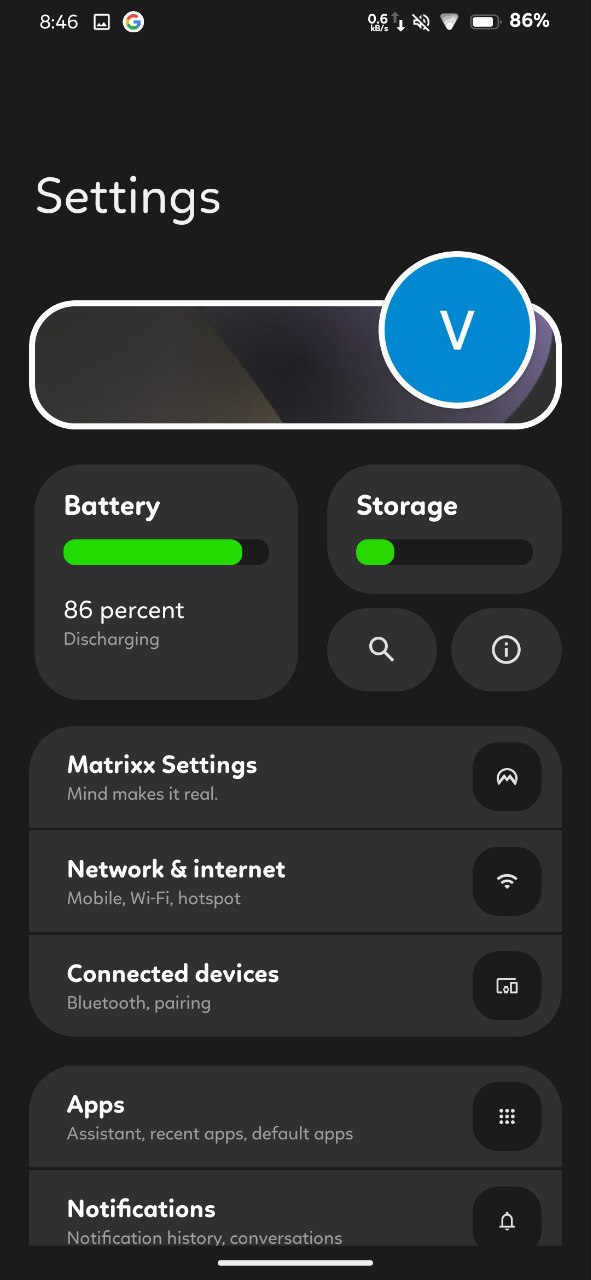 8:46 0.6 kB/s 86%
Settings
V
Battery
Storage
86 percent
Discharging
Matrixx Settings
Mind makes it real.
Network & internet
Mobile, Wi-Fi, hotspot
Connected devices
Bluetooth, pairing
Apps
Assistant, recent apps, default apps
Notifications
Notification history, conversations